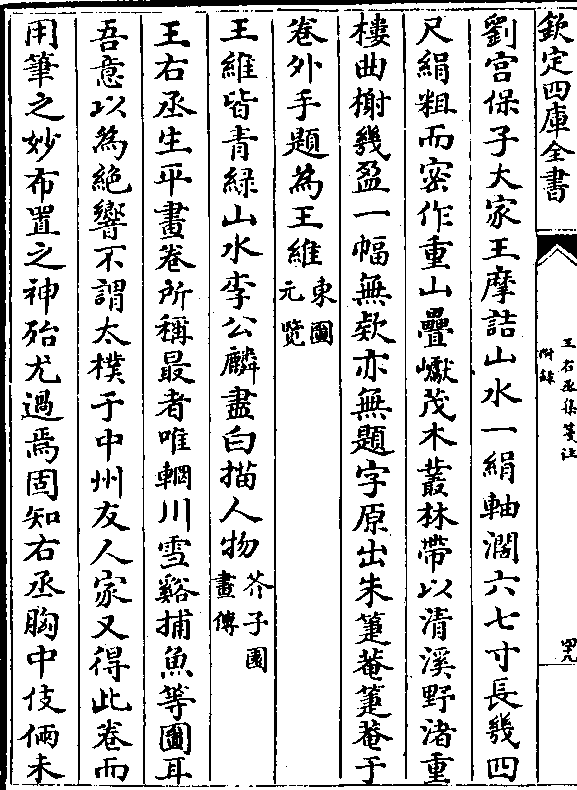 欽定四庫全書
王右丞集箋注
附錄
四九
劉宫保子大家王摩詰山水一絹軸濶六七寸長幾四
尺絹粗而宻作重山疊巘茂木叢林帶以清溪野渚重
樓曲榭幾盈一幅無欵亦無題字原出朱蓮菴蓮菴于
卷外手題為王維東圖元覽
王維皆青緑山水李公麟盡白描人物芥子園畫傳
王右丞生平畫卷所稱最者唯輞川雪谿捕魚等圖耳
吾意以為絶響不謂太樸于中州友人家又得此卷而
用筆之妙布置之神殆尤過焉固知右丞胸中伎倆未